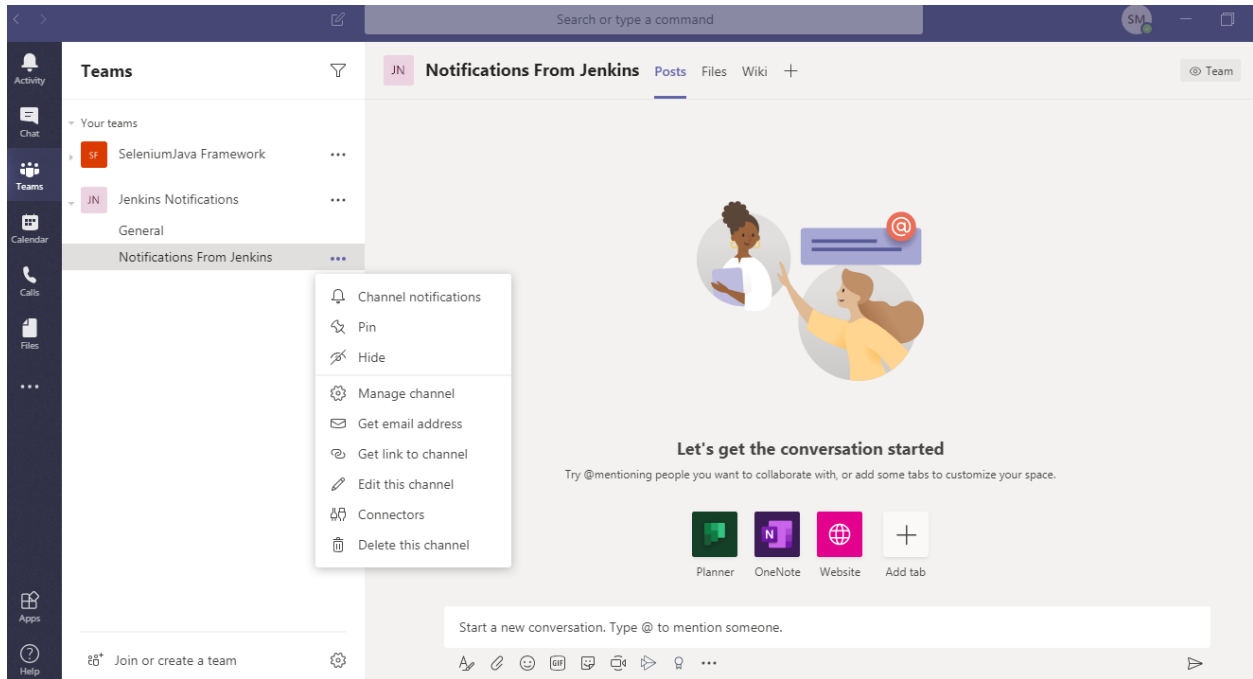 Search or type a command
SM
Activity
Chat
Teams
Calendar
Calls
Files
Apps
Help
Teams
Your teams
SF SeleniumJava Framework
JN Jenkins Notifications
General
Notifications From Jenkins
Channel notifications
Pin
Hide
Manage channel
Get email address
Get link to channel
Edit this channel
Connectors
Delete this channel
Join or create a team
JN Notifications From Jenkins Posts Files Wiki
Team
@
Let's get the conversation started
Try @mentioning people you want to collaborate with, or add some tabs to customize your space.
N
Planner OneNote Website Add tab
Start a new conversation. Type @ to mention someone.
GIF